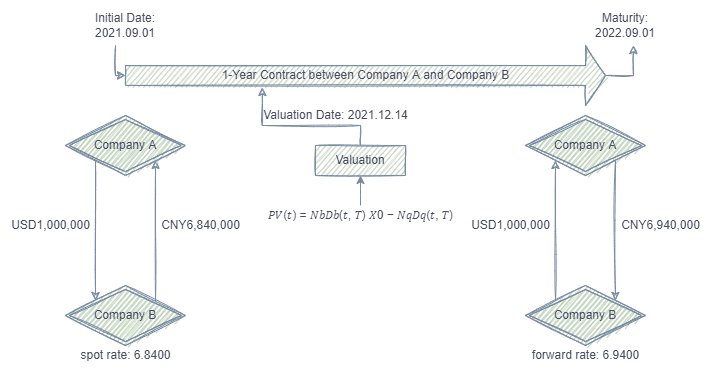 Initial Date:
2021.09.01
Maturity:
2022.09.01
1-Year Contract between Company A and Company B
Valuation Date: 2021.12.14
Company A
Valuation
Company A
PV(t) = NbDb(t, T) X0 − NqDq(t, T)
USD1,000,000
CNY6,840,000
USD1,000,000
CNY6,940,000
Company B
Company B
spot rate: 6.8400
forward rate: 6.9400